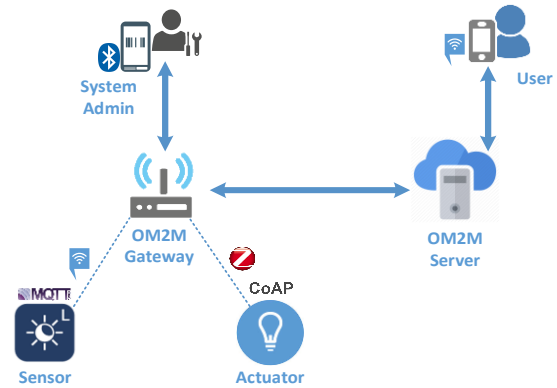 System
Admin
User
OM2M
Gateway
OM2M
Server
MQTT
CoAP
L
Sensor
Actuator